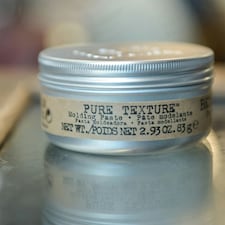 PURE TEXTURE™
Molding Paste • Pâte modelante
Pasta Moldeadora • Pasta modellante
NET WT./POIDS NET 2.93 OZ. 83 g ℮